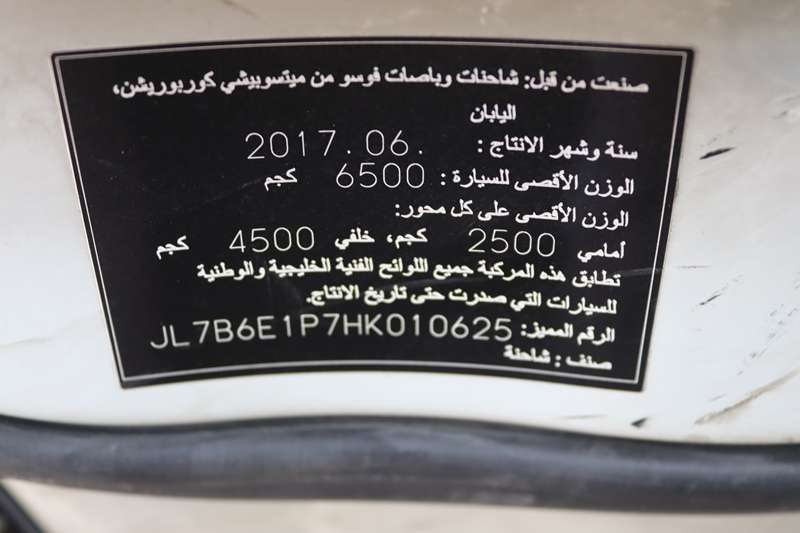 صنعت من قبل: شاحنات وباصات فوسو من ميتسوبيشي كوربوريشن،
اليابان
سنة وشهر الانتاج : 2017.06.
الوزن الأقصى للسيارة : 6500 كجم
الوزن الأقصى على كل محور:
أمامي 2500 كجم، خلفي 4500 كجم
تطابق هذه المركبة جميع اللوائح الفنية الخليجية والوطنية
للسيارات التي صدرت حتى تاريخ الانتاج.
الرقم المميز: JL7B6E1P7HK010625
صنف : شاحنة